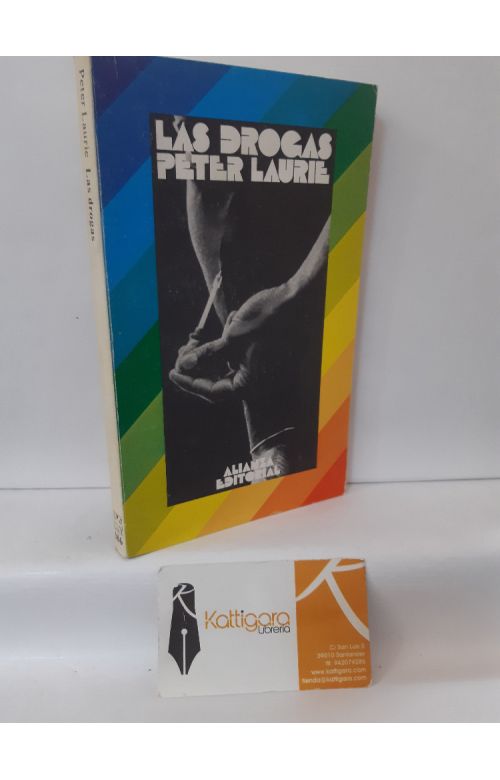 Peter Laurie Las drogas
LAS DROGAS
PETER LAURIE
ALIANZA
EDITORIAL
Kattigara
Librería
C/ San Luis 5
39010 Santander
www.kattigara.com
tienda@kattigara.com